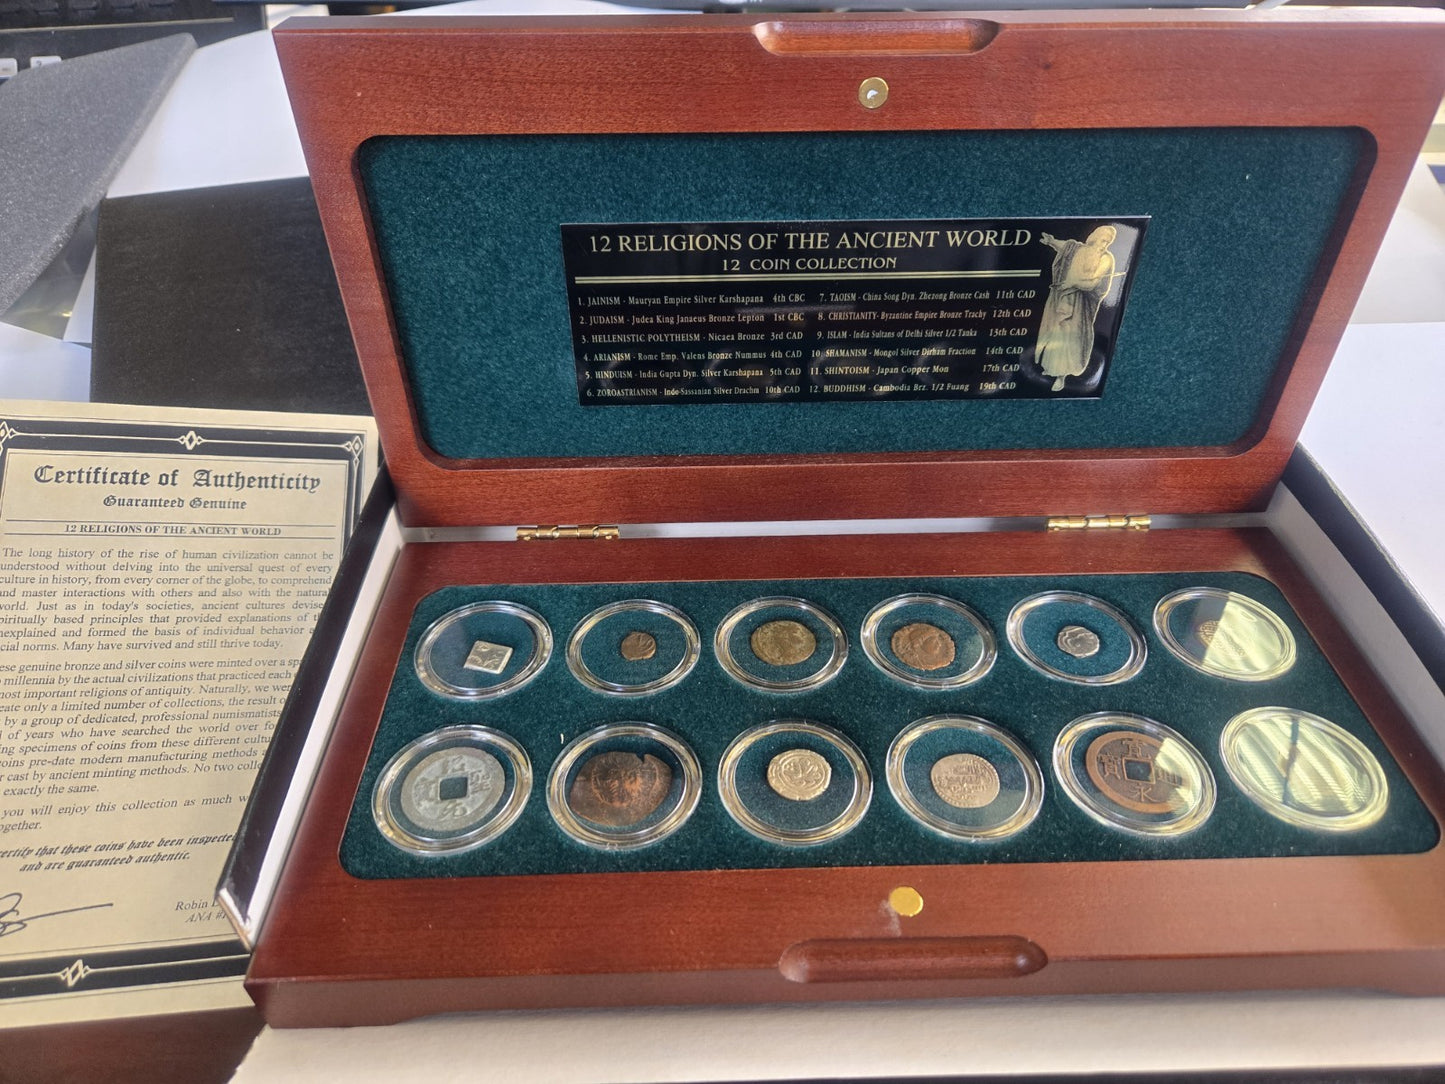 12 RELIGIONS OF THE ANCIENT WORLD
12 COIN COLLECTION
1. JAINISM - Mauryan Empire Silver Karshapana 4th CBC
2. JUDAISM - Judea King Janaeus Bronze Lepton 1st CBC
3. HELLENISTIC POLYTHEISM - Nicaea Bronze 3rd CAD
4. ARIANISM - Rome Emp. Valens Bronze Nummus 4th CAD
5. HINDUISM - India Gupta Dyn. Silver Karshapana 5th CAD
6. ZOROASTRIANISM - Indo-Sassanian Silver Drachm 10th CAD
7. TAOISM - China Song Dyn. Zhezong Bronze Cash 11th CAD
8. CHRISTIANITY- Byzantine Empire Bronze Trachy 12th CAD
9. ISLAM - India Sultans of Delhi Silver 1/2 Tanka 13th CAD
10. SHAMANISM - Mongol Silver Dirham Fraction 14th CAD
11. SHINTOISM - Japan Copper Mon 17th CAD
12. BUDDHISM - Cambodia Brz. 1/2 Fuang 19th CAD
Certificate of Authenticity
Guaranteed Genuine
12 RELIGIONS OF THE ANCIENT WORLD
The long history of the rise of human civilization cannot be
understood without delving into the universal quest of every
culture in history, from every corner of the globe, to comprehend
and master interactions with others and also with the natural
world. Just as in today's societies, ancient cultures devised
spiritually based principles that provided explanations of
unexplained and formed the basis of individual behavior
social norms. Many have survived and still thrive today.
These genuine bronze and silver coins were minted over a
millennia by the actual civilizations that practiced each
most important religions of antiquity. Naturally, we
create only a limited number of collections, the result
by a group of dedicated, professional numismatists
of years who have searched the world over
specimens of coins from these different
coins pre-date modern manufacturing methods
or cast by ancient minting methods. No two
exactly the same.
you will enjoy this collection as much
together.
certify that these coins have been inspected
and are guaranteed authentic.
Robin
ANA